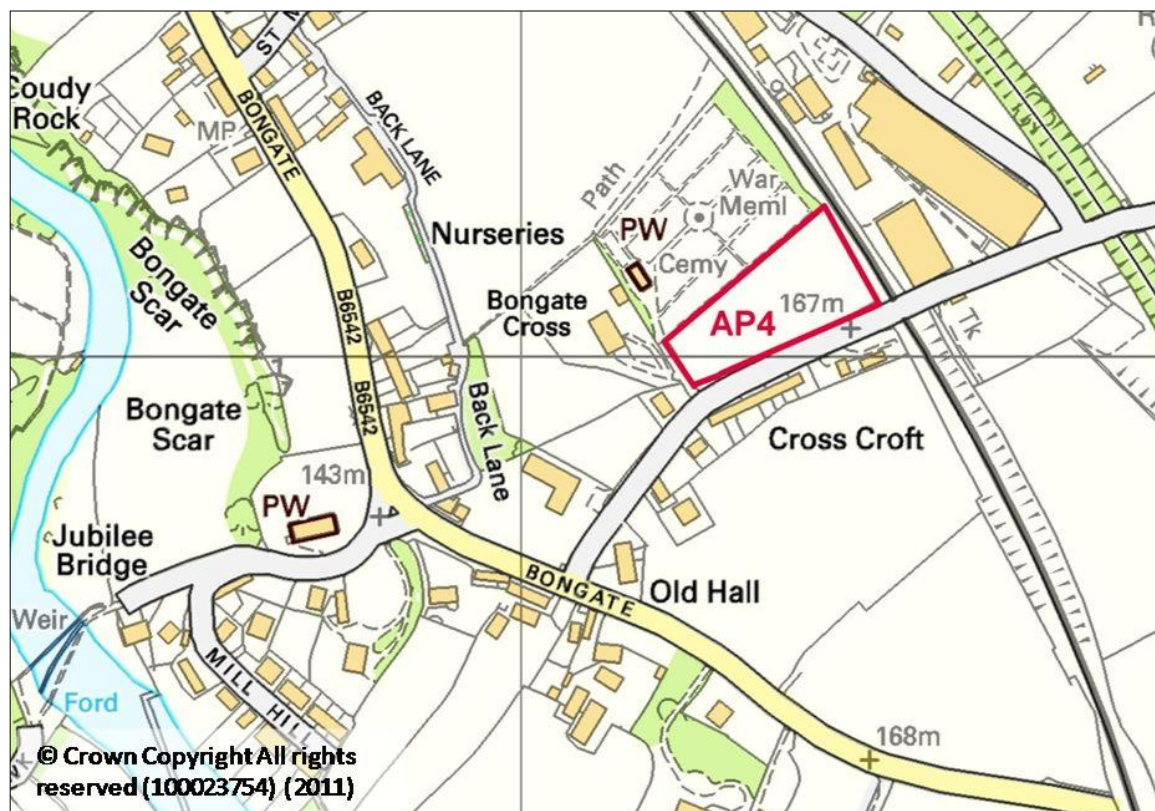 ST M
Coudy
Rock
MP
BONGATE
BACK LANE
Path
War
Meml
PW
Cemy
Nurseries
Bongate
Cross
167m
AP4
Tk
Bongate
Scar
B6542
B6542
Bongate
Scar
Back Lane
Cross Croft
143m
PW
Jubilee
Bridge
Weir
BONGATE
Old Hall
Ford
MILL HILL
168m
© Crown Copyright All rights
reserved (100023754) (2011)